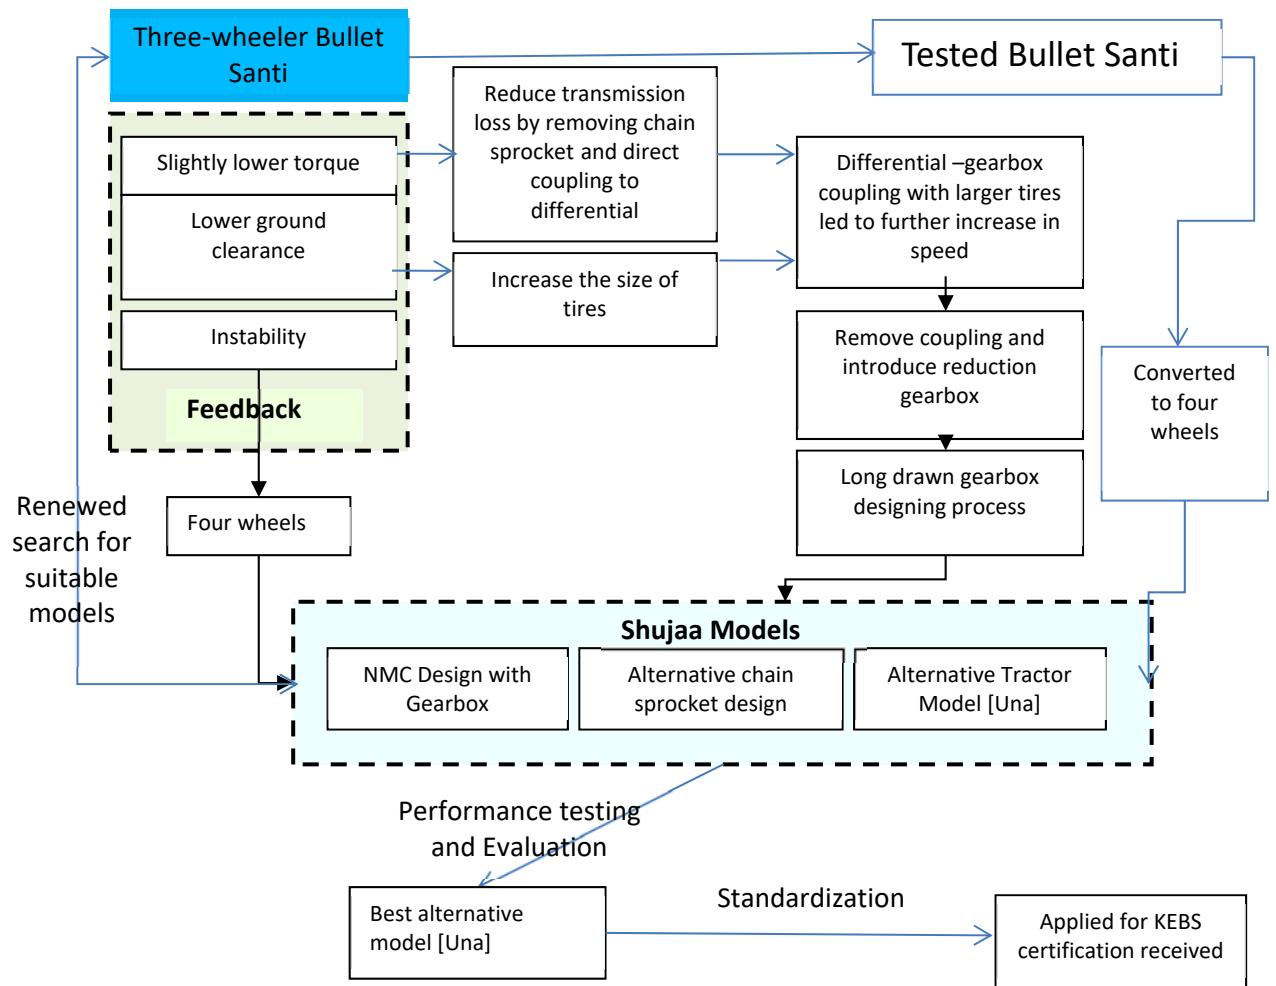 Three-wheeler Bullet
Santi
Tested Bullet Santi
Reduce transmission
loss by removing chain
sprocket and direct
coupling to
differential
Slightly lower torque
Lower ground
clearance
Instability
Feedback
Increase the size of
tires
Differential –gearbox
coupling with larger tires
led to further increase in
speed
Remove coupling and
introduce reduction
gearbox
Long drawn gearbox
designing process
Converted
to four
wheels
Renewed
search for
suitable
models
Four wheels
Shujaa Models
NMC Design with
Gearbox
Alternative chain
sprocket design
Alternative Tractor
Model [Una]
Performance testing
and Evaluation
Best alternative
model [Una]
Standardization
Applied for KEBS
certification received